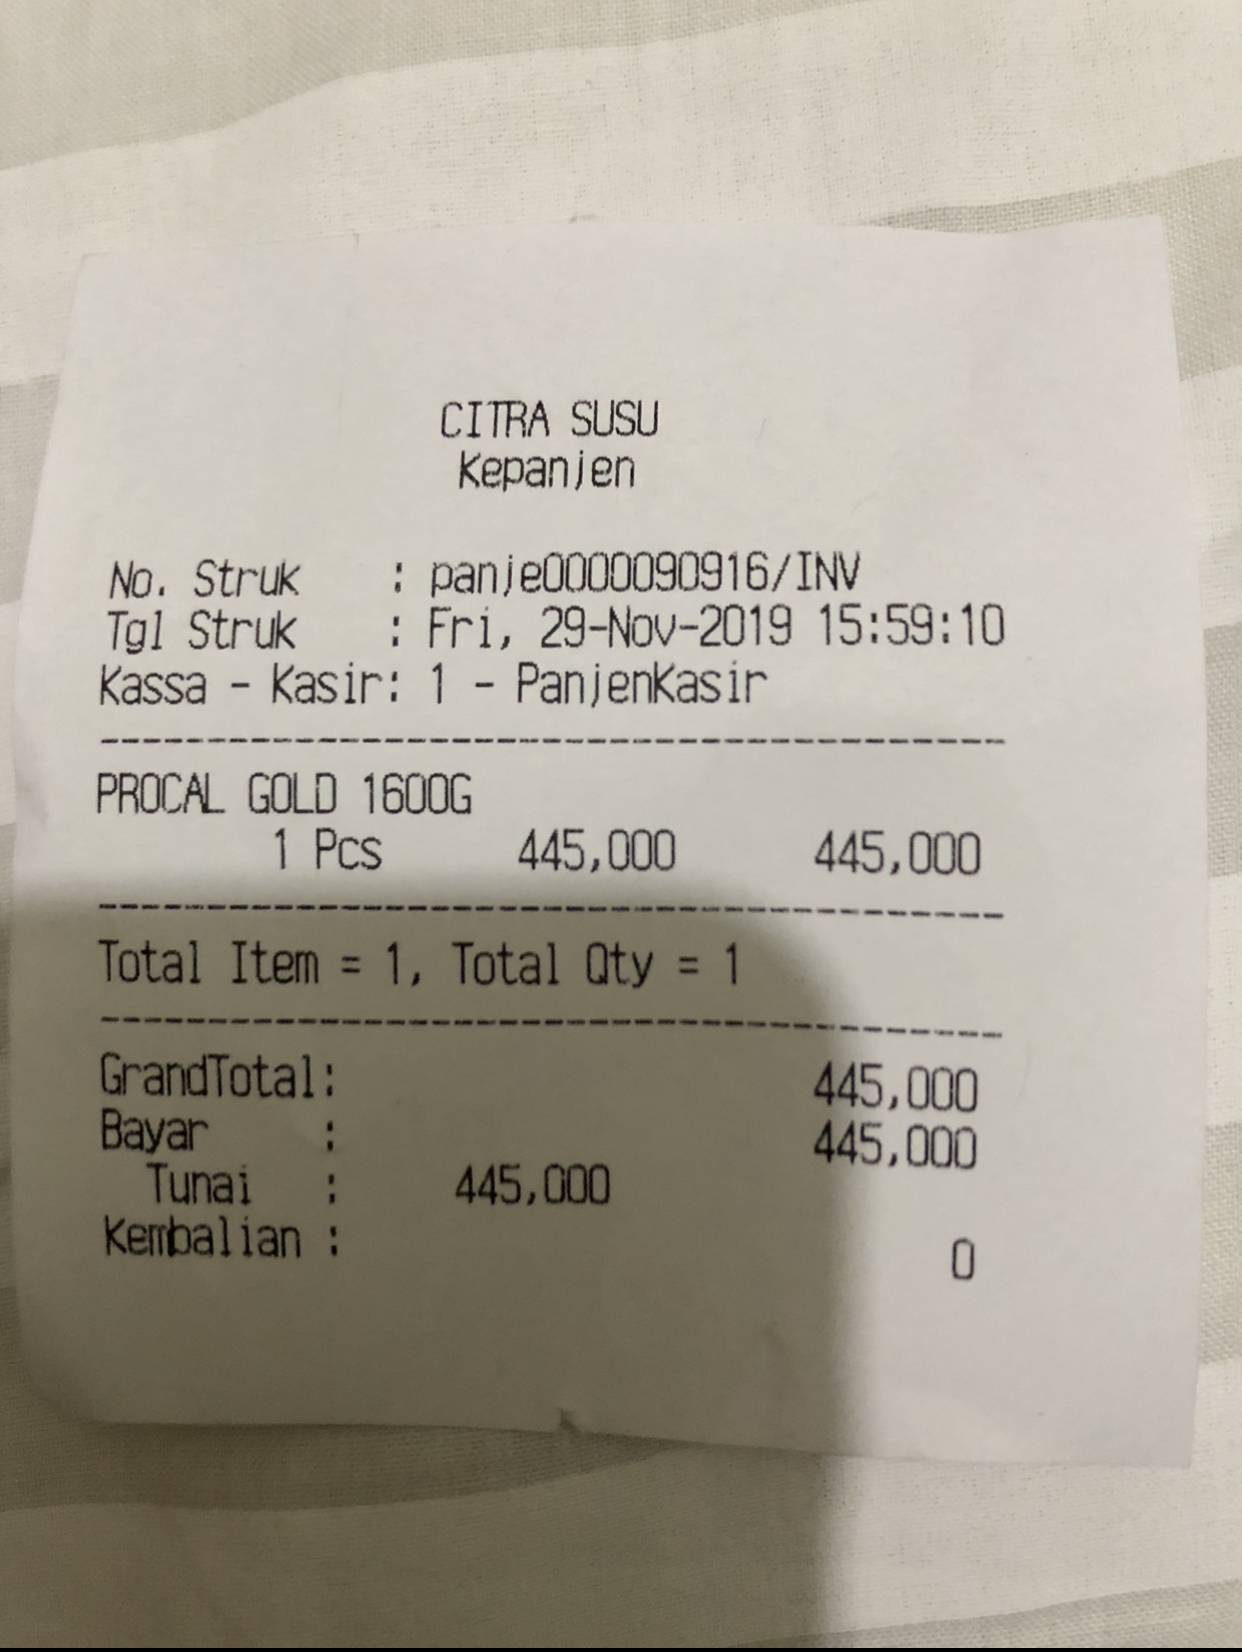 CITRA SUSU
Kepanjen
No. Struk : panje0000090916/INV
Tgl Struk : Fri, 29-Nov-2019 15:59:10
Kassa - Kasir: 1 - PanjenKasir
--------------------------------------------
PROCAL GOLD 1600G
1 Pcs 445,000 445,000
--------------------------------------------
Total Item = 1, Total Qty = 1
--------------------------------------------
GrandTotal: 445,000
Bayar : 445,000
Tunai : 445,000
Kembalian : 0